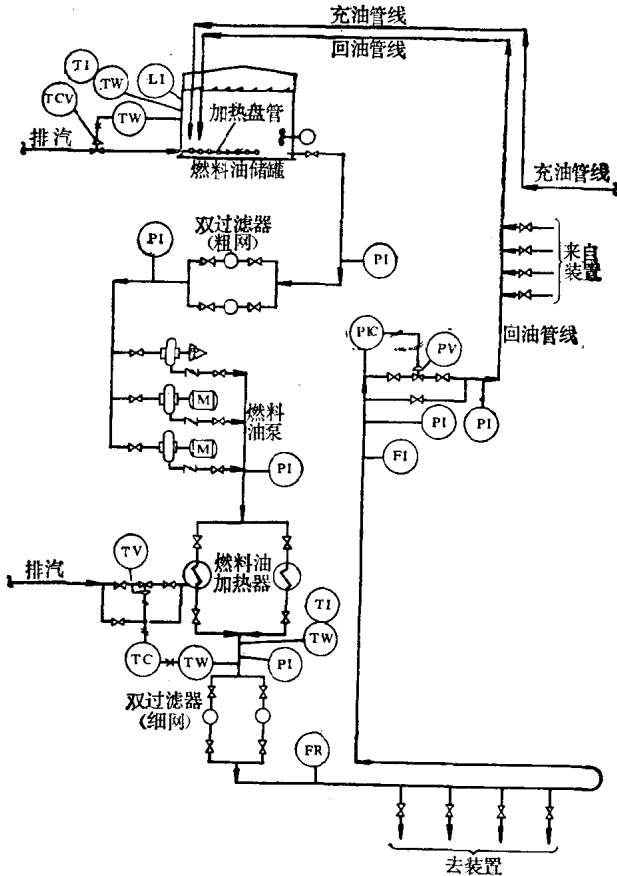 充油管线
回油管线
TI
TW
LI
TCV
TW
加热盘管
排汽
燃料油储罐
充油管线
双过滤器
(粗网)
PI
PI
来自
装置
回油管线
PIC
PV
M
燃料
油泵
M
PI
PI
PI
FI
TV
燃料油
加热器
排汽
TI
TW
TC
TW
PI
双过滤器
(细网)
FR
去装置